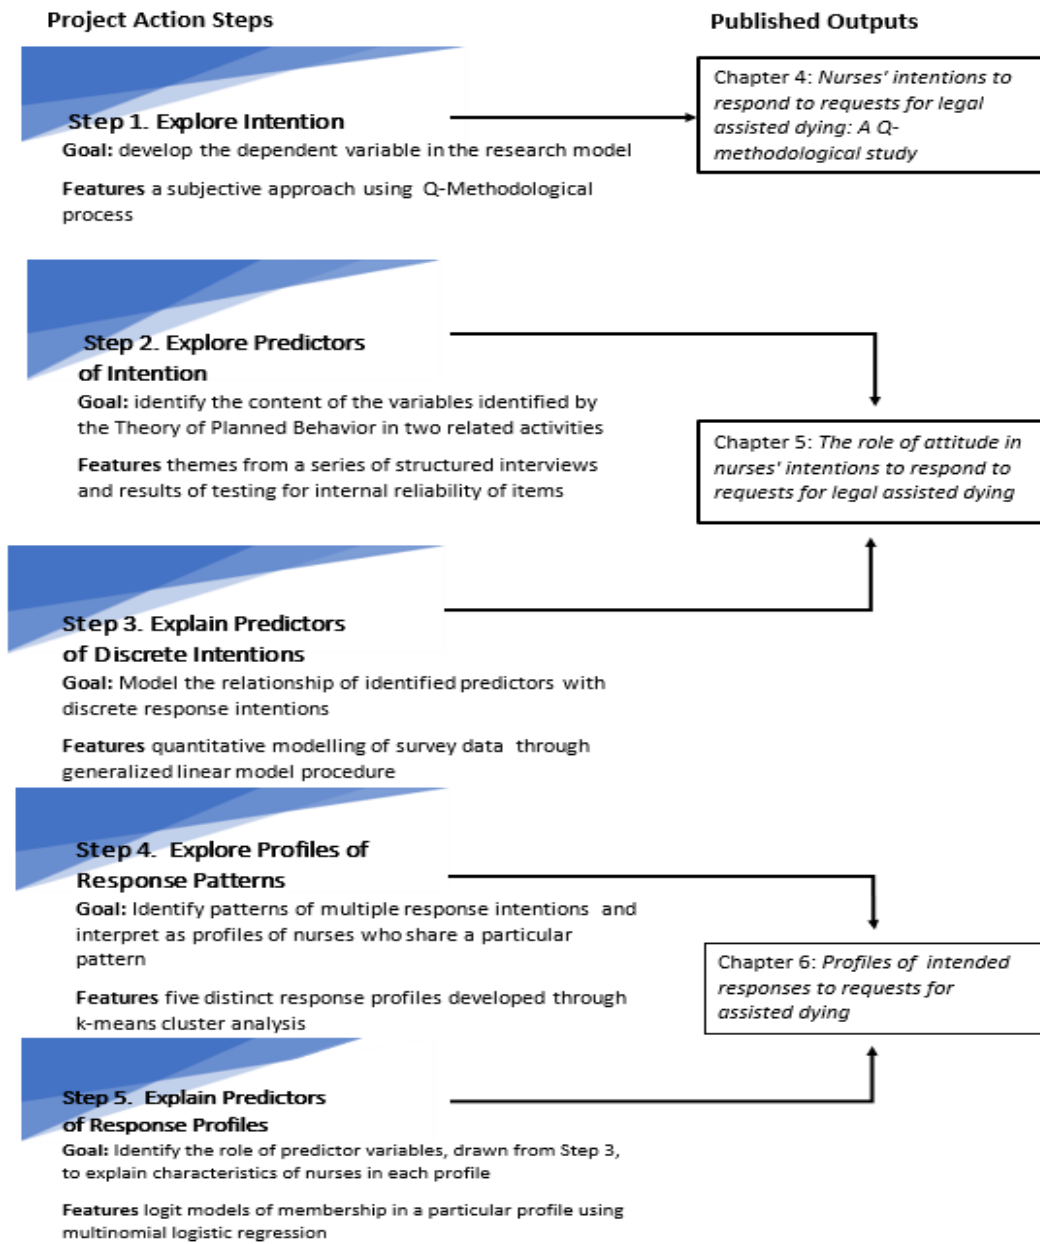 Project Action Steps
Published Outputs
Step 1. Explore Intention
Goal: develop the dependent variable in the research model
Features a subjective approach using Q-Methodological
process
Chapter 4: Nurses' intentions to
respond to requests for legal
assisted dying: A Q-
methodological study
Step 2. Explore Predictors
of Intention
Goal: identify the content of the variables identified by
the Theory of Planned Behavior in two related activities
Features themes from a series of structured interviews
and results of testing for internal reliability of items
Chapter 5: The role of attitude in
nurses' intentions to respond to
requests for legal assisted dying
Step 3. Explain Predictors
of Discrete Intentions
Goal: Model the relationship of identified predictors with
discrete response intentions
Features quantitative modelling of survey data through
generalized linear model procedure
Step 4. Explore Profiles of
Response Patterns
Goal: Identify patterns of multiple response intentions and
interpret as profiles of nurses who share a particular
pattern
Features five distinct response profiles developed through
k-means cluster analysis
Chapter 6: Profiles of intended
responses to requests for
assisted dying
Step 5. Explain Predictors
of Response Profiles
Goal: Identify the role of predictor variables, drawn from Step 3,
to explain characteristics of nurses in each profile
Features logit models of membership in a particular profile using
multinomial logistic regression